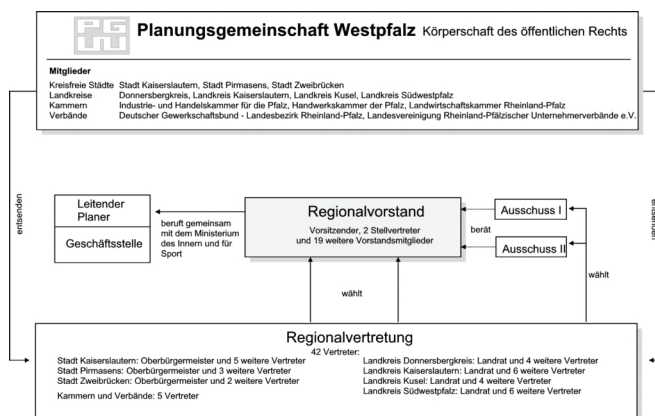 PGW
Planungsgemeinschaft Westpfalz Körperschaft des öffentlichen Rechts
Mitglieder
Kreisfreie Städte Stadt Kaiserslautern, Stadt Pirmasens, Stadt Zweibrücken
Landkreise Donnersbergkreis, Landkreis Kaiserslautern, Landkreis Kusel, Landkreis Südwestpfalz
Kammern Industrie- und Handelskammer für die Pfalz, Handwerkskammer der Pfalz, Landwirtschaftskammer Rheinland-Pfalz
Verbände Deutscher Gewerkschaftsbund - Landesbezirk Rheinland-Pfalz, Landesvereinigung Rheinland-Pfälzischer Unternehmerverbände e.V.
entsenden
Leitender
Planer
Geschäftsstelle
beruft gemeinsam
mit dem Ministerium
des Innern und für
Sport
Regionalvorstand
Vorsitzender, 2 Stellvertreter
und 19 weitere Vorstandsmitglieder
berät
Ausschuss I
Ausschuss II
wählt
wählt
entsenden
Regionalvertretung
42 Vertreter:
Stadt Kaiserslautern: Oberbürgermeister und 5 weitere Vertreter
Stadt Pirmasens: Oberbürgermeister und 3 weitere Vertreter
Stadt Zweibrücken: Oberbürgermeister und 2 weitere Vertreter
Kammern und Verbände: 5 Vertreter
Landkreis Donnersbergkreis: Landrat und 4 weitere Vertreter
Landkreis Kaiserslautern: Landrat und 6 weitere Vertreter
Landkreis Kusel: Landrat und 4 weitere Vertreter
Landkreis Südwestpfalz: Landrat und 6 weitere Vertreter